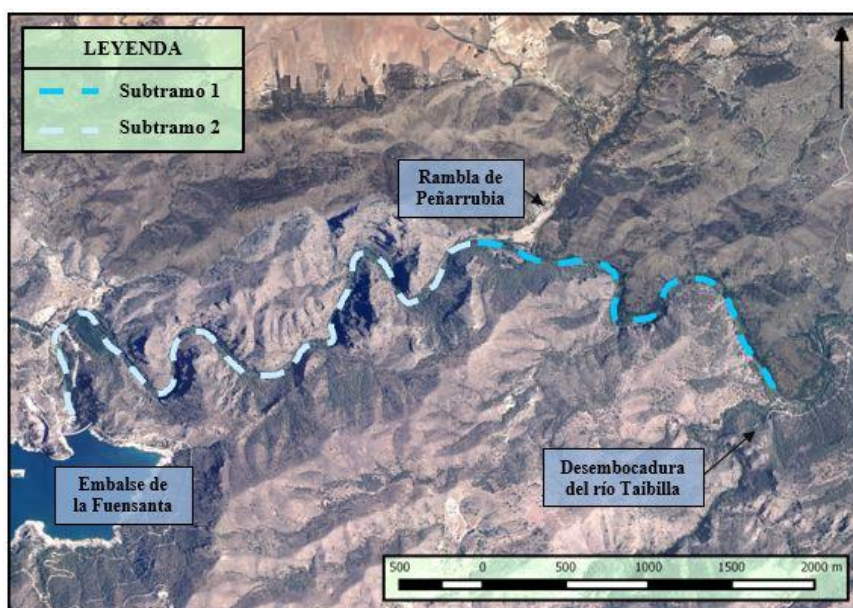 LEYENDA
Subtramo 1
Subtramo 2
Rambla de
Peñarrubia
Embalse de
la Fuensanta
Desembocadura
del río Taibilla
500 0 500 1000 1500 2000 m